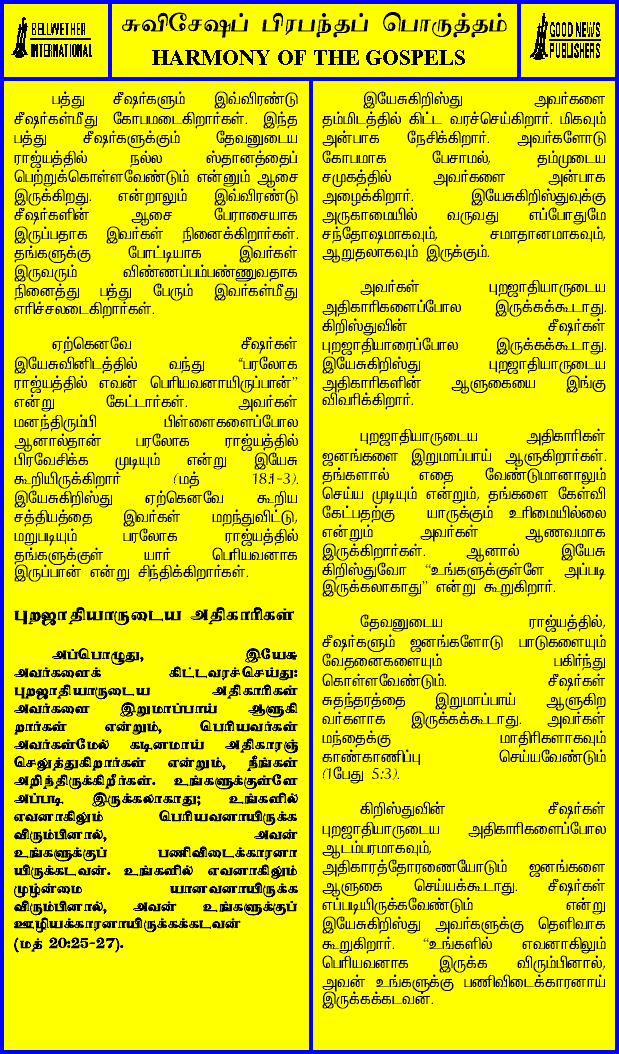 BELLWETHER
INTERNATIONAL
சுவிசேஷப் பிரபந்தப் பொருத்தம்
HARMONY OF THE GOSPELS
GOOD NEWS
PUBLISHERS
பத்து சீஷர்களும் இவ்விரண்டு
சீஷர்கள்மீது கோபமடைகிறார்கள். இந்த
பத்து சீஷர்களுக்கும் தேவனுடைய
ராஜ்யத்தில் நல்ல ஸ்தானத்தைப்
பெற்றுக்கொள்ளவேண்டும் என்னும் ஆசை
இருக்கிறது. என்றாலும் இவ்விரண்டு
சீஷர்களின் ஆசை பேராசையாக
இருப்பதாக இவர்கள் நினைக்கிறார்கள்.
தங்களுக்கு போட்டியாக இவர்கள்
இருவரும் விண்ணப்பம்பண்ணுவதாக
நினைத்து பத்து பேரும் இவர்கள்மீது
எரிச்சலடைகிறார்கள்.
ஏற்கெனவே சீஷர்கள்
இயேசுவினிடத்தில் வந்து “பரலோக
ராஜ்யத்தில் எவன் பெரியவனாயிருப்பான்”
என்று கேட்டார்கள். அவர்கள்
மனந்திரும்பி பிள்ளைகளைப்போல
ஆனால்தான் பரலோக ராஜ்யத்தில்
பிரவேசிக்க முடியும் என்று இயேசு
கூறியிருக்கிறார் (மத் 18:1-3).
இயேசுகிறிஸ்து ஏற்கெனவே கூறிய
சத்தியத்தை இவர்கள் மறந்துவிட்டு,
மறுபடியும் பரலோக ராஜ்யத்தில்
தங்களுக்குள் யார் பெரியவனாக
இருப்பான் என்று சிந்திக்கிறார்கள்.
புறஜாதியாருடைய அதிகாரிகள்
அப்பொழுது, இயேசு
அவர்களைக் கிட்டவரச்செய்து:
புறஜாதியாருடைய அதிகாரிகள்
அவர்களை இறுமாப்பாய் ஆளுகி
றார்கள் என்றும், பெரியவர்கள்
அவர்கள்மேல் கடினமாய் அதிகாரஞ்
செலுத்துகிறார்கள் என்றும், நீங்கள்
அறிந்திருக்கிறீர்கள். உங்களுக்குள்ளே
அப்படி இருக்கலாகாது; உங்களில்
எவனாகிலும் பெரியவனாயிருக்க
விரும்பினால், அவன்
உங்களுக்குப் பணிவிடைக்காரனா
யிருக்கடவன். உங்களில் எவனாகிலும்
முதன்மை யானவனாயிருக்க
விரும்பினால், அவன் உங்களுக்குப்
ஊழியக்காரனாயிருக்கக்கடவன்
(மத் 20:25-27).
இயேசுகிறிஸ்து அவர்களை
தம்மிடத்தில் கிட்ட வரச்செய்கிறார். மிகவும்
அன்பாக நேசிக்கிறார். அவர்களோடு
கோபமாக பேசாமல், தம்முடைய
சமுகத்தில் அவர்களை அன்பாக
அழைக்கிறார். இயேசுகிறிஸ்துவுக்கு
அருகாமையில் வருவது எப்போதுமே
சந்தோஷமாகவும், சமாதானமாகவும்,
ஆறுதலாகவும் இருக்கும்.
அவர்கள் புறஜாதியாருடைய
அதிகாரிகளைப்போல இருக்கக்கூடாது.
கிறிஸ்துவின் சீஷர்கள்
புறஜாதியாரைப்போல இருக்கக்கூடாது.
இயேசுகிறிஸ்து புறஜாதியாருடைய
அதிகாரிகளின் ஆளுகையை இங்கு
விவரிக்கிறார்.
புறஜாதியாருடைய அதிகாரிகள்
ஜனங்களை இறுமாப்பாய் ஆளுகிறார்கள்.
தங்களால் எதை வேண்டுமானாலும்
செய்ய முடியும் என்றும், தங்களை கேள்வி
கேட்பதற்கு யாருக்கும் உரிமையில்லை
என்றும் அவர்கள் ஆணவமாக
இருக்கிறார்கள். ஆனால் இயேசு
கிறிஸ்துவோ “உங்களுக்குள்ளே அப்படி
இருக்கலாகாது” என்று கூறுகிறார்.
தேவனுடைய ராஜ்யத்தில்,
சீஷர்களும் ஜனங்களோடு பாடுகளையும்
வேதனைகளையும் பகிர்ந்து
கொள்ளவேண்டும். சீஷர்கள்
சுதந்தரத்தை இறுமாப்பாய் ஆளுகிற
வர்களாக இருக்கக்கூடாது. அவர்கள்
மந்தைக்கு மாதிரிகளாகவும்
காண்காணிப்பு செய்யவேண்டும்
(1பேது 5:3).
கிறிஸ்துவின் சீஷர்கள்
புறஜாதியாருடைய அதிகாரிகளைப்போல
ஆடம்பரமாகவும்,
அதிகாரத்தோரணையோடும் ஜனங்களை
ஆளுகை செய்யக்கூடாது. சீஷர்கள்
எப்படியிருக்கவேண்டும் என்று
இயேசுகிறிஸ்து அவர்களுக்கு தெளிவாக
கூறுகிறார். “உங்களில் எவனாகிலும்
பெரியவனாக இருக்க விரும்பினால்,
அவன் உங்களுக்கு பணிவிடைக்காரனாய்
இருக்கக்கடவன்.